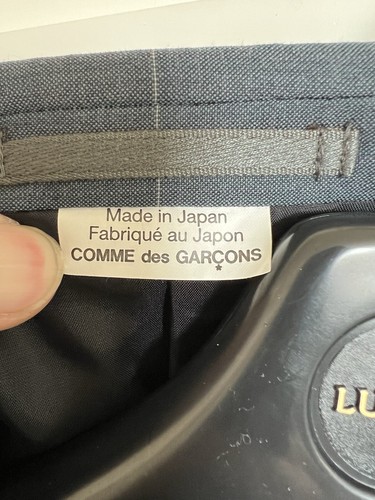 Made in Japan
Fabriqué au Japon
COMME des GARÇONS